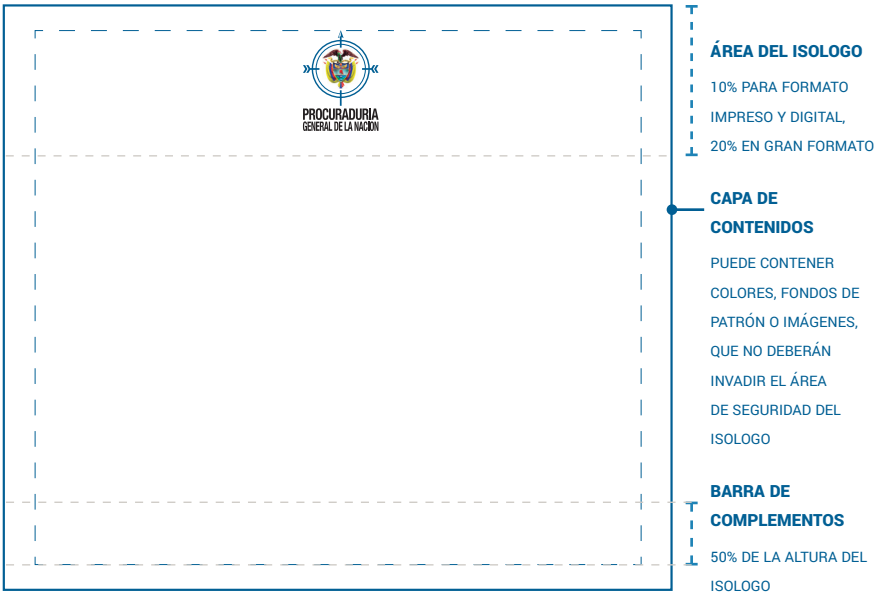 PROCURADURIA
GENERAL DE LA NACION
ÁREA DEL ISOLOGO
10% PARA FORMATO
IMPRESO Y DIGITAL,
20% EN GRAN FORMATO
CAPA DE
CONTENIDOS
PUEDE CONTENER
COLORES, FONDOS DE
PATRÓN O IMÁGENES,
QUE NO DEBERÁN
INVADIR EL ÁREA
DE SEGURIDAD DEL
ISOLOGO
BARRA DE
COMPLEMENTOS
50% DE LA ALTURA DEL
ISOLOGO